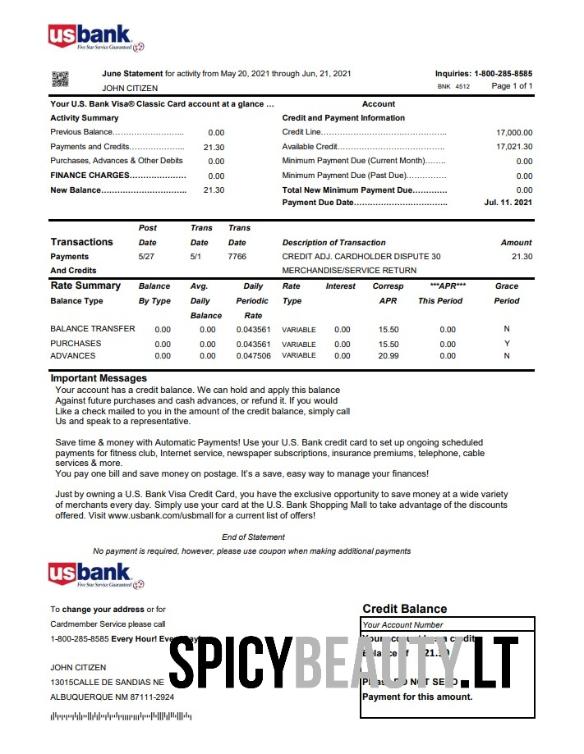 usbank
Five Star Service Guaranteed
June Statement for activity from May 20, 2021 through Jun, 21, 2021 Inquiries: 1-800-285-8585
JOHN CITIZEN BNK 4512 Page 1 of 1
Your U.S. Bank Visa® Classic Card account at a glance ... Account
Activity Summary Credit and Payment Information
Previous Balance........................ 0.00 Credit Line............................................. 17,000.00
Payments and Credits................ 21.30 Available Credit....................................... 17,021.30
Purchases, Advances & Other Debits 0.00 Minimum Payment Due (Current Month)....... 0.00
FINANCE CHARGES................... 0.00 Minimum Payment Due (Past Due)............. 0.00
New Balance............................. 21.30 Total New Minimum Payment Due............ 0.00
Payment Due Date................................ Jul. 11. 2021
Post Trans Trans
Transactions Date Date Date Description of Transaction Amount
Payments 5/27 5/1 7766 CREDIT ADJ. CARDHOLDER DISPUTE 30 21.30
And Credits MERCHANDISE/SERVICE RETURN
Rate Summary Balance Avg. Daily Rate Interest Corresp ***APR*** Grace
Balance Type By Type Daily Periodic Type APR This Period Period
Balance Rate
BALANCE TRANSFER 0.00 0.00 0.043561 VARIABLE 0.00 15.50 0.00 N
PURCHASES 0.00 0.00 0.043561 VARIABLE 0.00 15.50 0.00 Y
ADVANCES 0.00 0.00 0.047506 VARIABLE 0.00 20.99 0.00 N
Important Messages
Your account has a credit balance. We can hold and apply this balance
Against future purchases and cash advances, or refund it. If you would
Like a check mailed to you in the amount of the credit balance, simply call
Us and speak to a representative.
Save time & money with Automatic Payments! Use your U.S. Bank credit card to set up ongoing scheduled
payments for fitness club, Internet service, newspaper subscriptions, insurance premiums, telephone, cable
services & more.
You pay one bill and save money on postage. It's a save, easy way to manage your finances!
Just by owning a U.S. Bank Visa Credit Card, you have the exclusive opportunity to save money at a wide variety
of merchants every day. Simply use your card at the U.S. Bank Shopping Mall to take advantage of the discounts
offered. Visit www.usbank.com/usbmall for a current list of offers!
End of Statement
No payment is required, however, please use coupon when making additional payments
usbank
Five Star Service Guaranteed
To change your address or for Credit Balance
Cardmember Service please call Your Account Number
1-800-285-8585 Every Hour!
SPICYBEAUTY.LT
JOHN CITIZEN
13015CALLE DE SANDIAS NE DO NOT
ALBUQUERQUE NM 87111-2924 Payment for this amount.